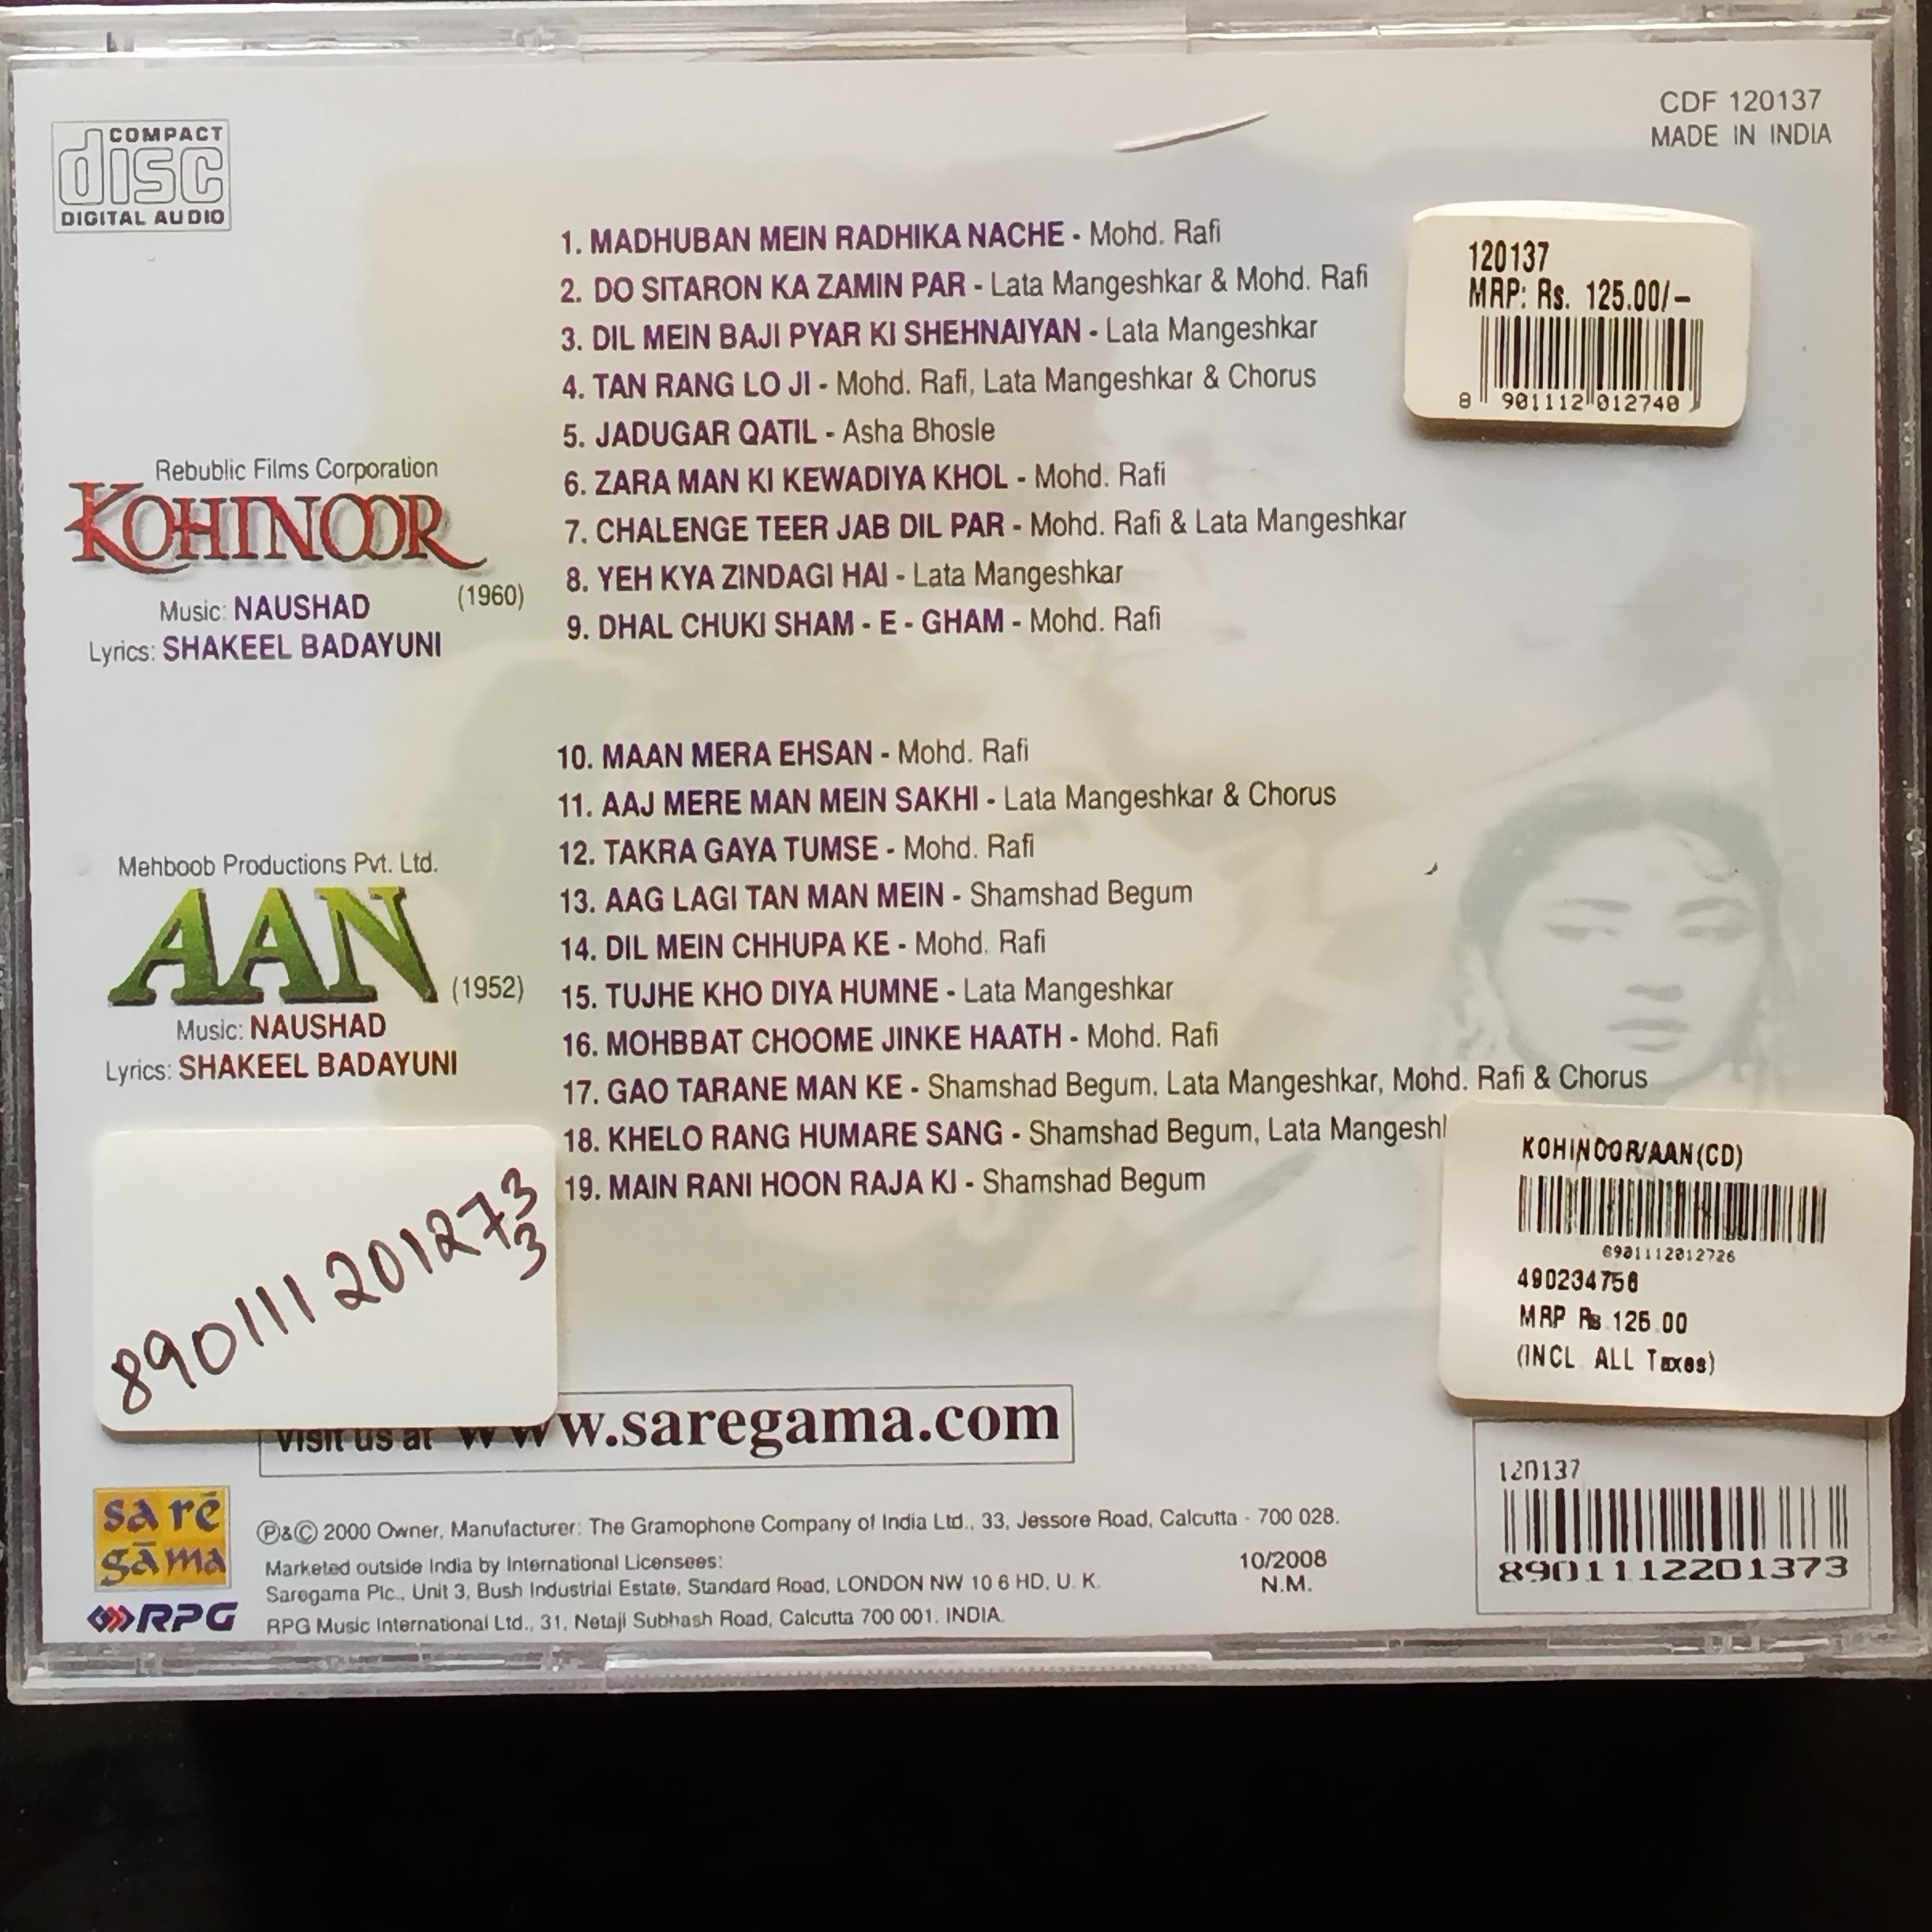 COMPACT
disc
DIGITAL AUDIO
CDF 120137
MADE IN INDIA
120137
MRP: Rs. 125.00/-
8 901112 012740
Rebublic Films Corporation
KOHINOOR
(1960)
Music: NAUSHAD
Lyrics: SHAKEEL BADAYUNI
1. MADHUBAN MEIN RADHIKA NACHE - Mohd. Rafi
2. DO SITARON KA ZAMIN PAR - Lata Mangeshkar & Mohd. Rafi
3. DIL MEIN BAJI PYAR KI SHEHNAIYAN - Lata Mangeshkar
4. TAN RANG LO JI - Mohd. Rafi, Lata Mangeshkar & Chorus
5. JADUGAR QATIL - Asha Bhosle
6. ZARA MAN KI KEWADIYA KHOL - Mohd. Rafi
7. CHALENGE TEER JAB DIL PAR - Mohd. Rafi & Lata Mangeshkar
8. YEH KYA ZINDAGI HAI - Lata Mangeshkar
9. DHAL CHUKI SHAM - E - GHAM - Mohd. Rafi
Mehboob Productions Pvt. Ltd.
AAN
(1952)
Music: NAUSHAD
Lyrics: SHAKEEL BADAYUNI
10. MAAN MERA EHSAN - Mohd. Rafi
11. AAJ MERE MAN MEIN SAKHI - Lata Mangeshkar & Chorus
12. TAKRA GAYA TUMSE - Mohd. Rafi
13. AAG LAGI TAN MAN MEIN - Shamshad Begum
14. DIL MEIN CHHUPA KE - Mohd. Rafi
15. TUJHE KHO DIYA HUMNE - Lata Mangeshkar
16. MOHBBAT CHOOME JINKE HAATH - Mohd. Rafi
17. GAO TARANE MAN KE - Shamshad Begum, Lata Mangeshkar, Mohd. Rafi & Chorus
18. KHELO RANG HUMARE SANG - Shamshad Begum, Lata
19. MAIN RANI HOON RAJA KI - Shamshad Begum
8901112012733
3
KOHINOOR/AAN(CD)
8901112012726
490234756
MRP Rs.125.00
(INCL. ALL Taxes)
Visit us at www.saregama.com
sa rē
gāma
RPG
℗&© 2000 Owner, Manufacturer: The Gramophone Company of India Ltd., 33, Jessore Road, Calcutta - 700 028.
Marketed outside India by International Licensees:
Saregama Plc., Unit 3, Bush Industrial Estate, Standard Road, LONDON NW 10 6 HD, U. K.
RPG Music International Ltd., 31, Netaji Subhash Road, Calcutta 700 001. INDIA.
10/2008
N.M.
120137
8901112201373